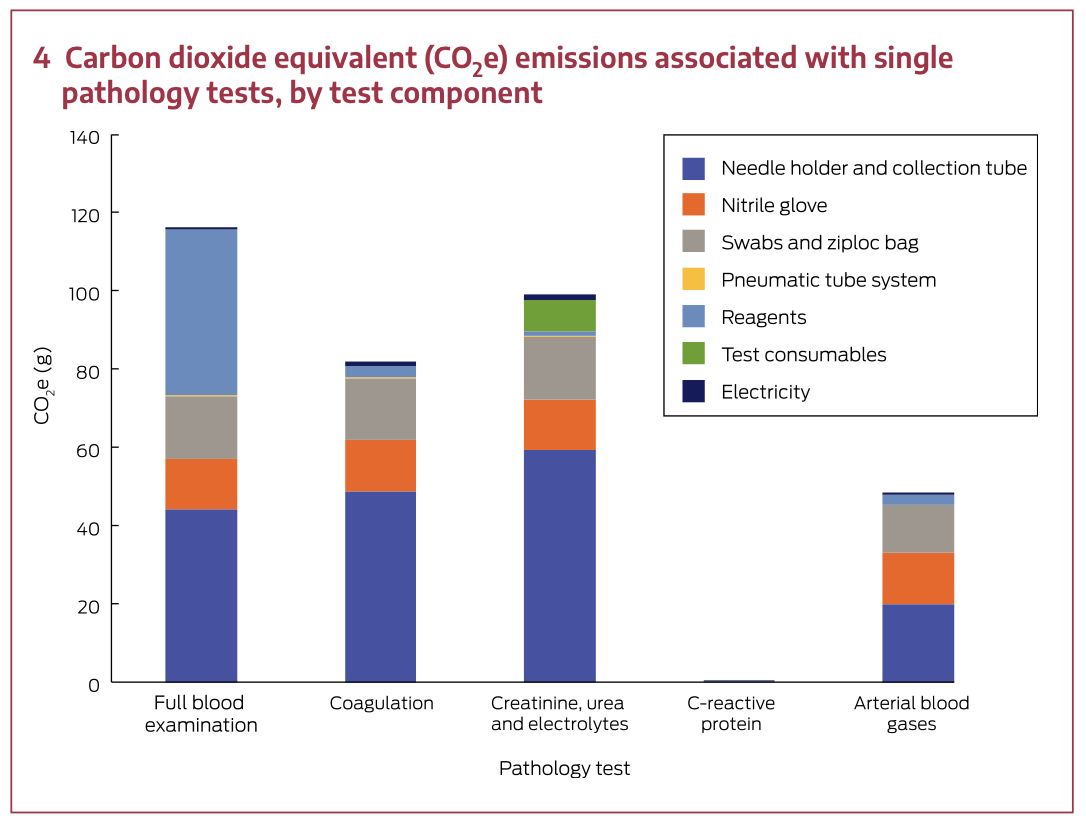 4 Carbon dioxide equivalent (CO₂e) emissions associated with single
pathology tests, by test component
140
120
100
80
60
40
20
0
CO₂e (g)
Needle holder and collection tube
Nitrile glove
Swabs and ziploc bag
Pneumatic tube system
Reagents
Test consumables
Electricity
Full blood
examination
Coagulation
Creatinine, urea
and electrolytes
C-reactive
protein
Arterial blood
gases
Pathology test